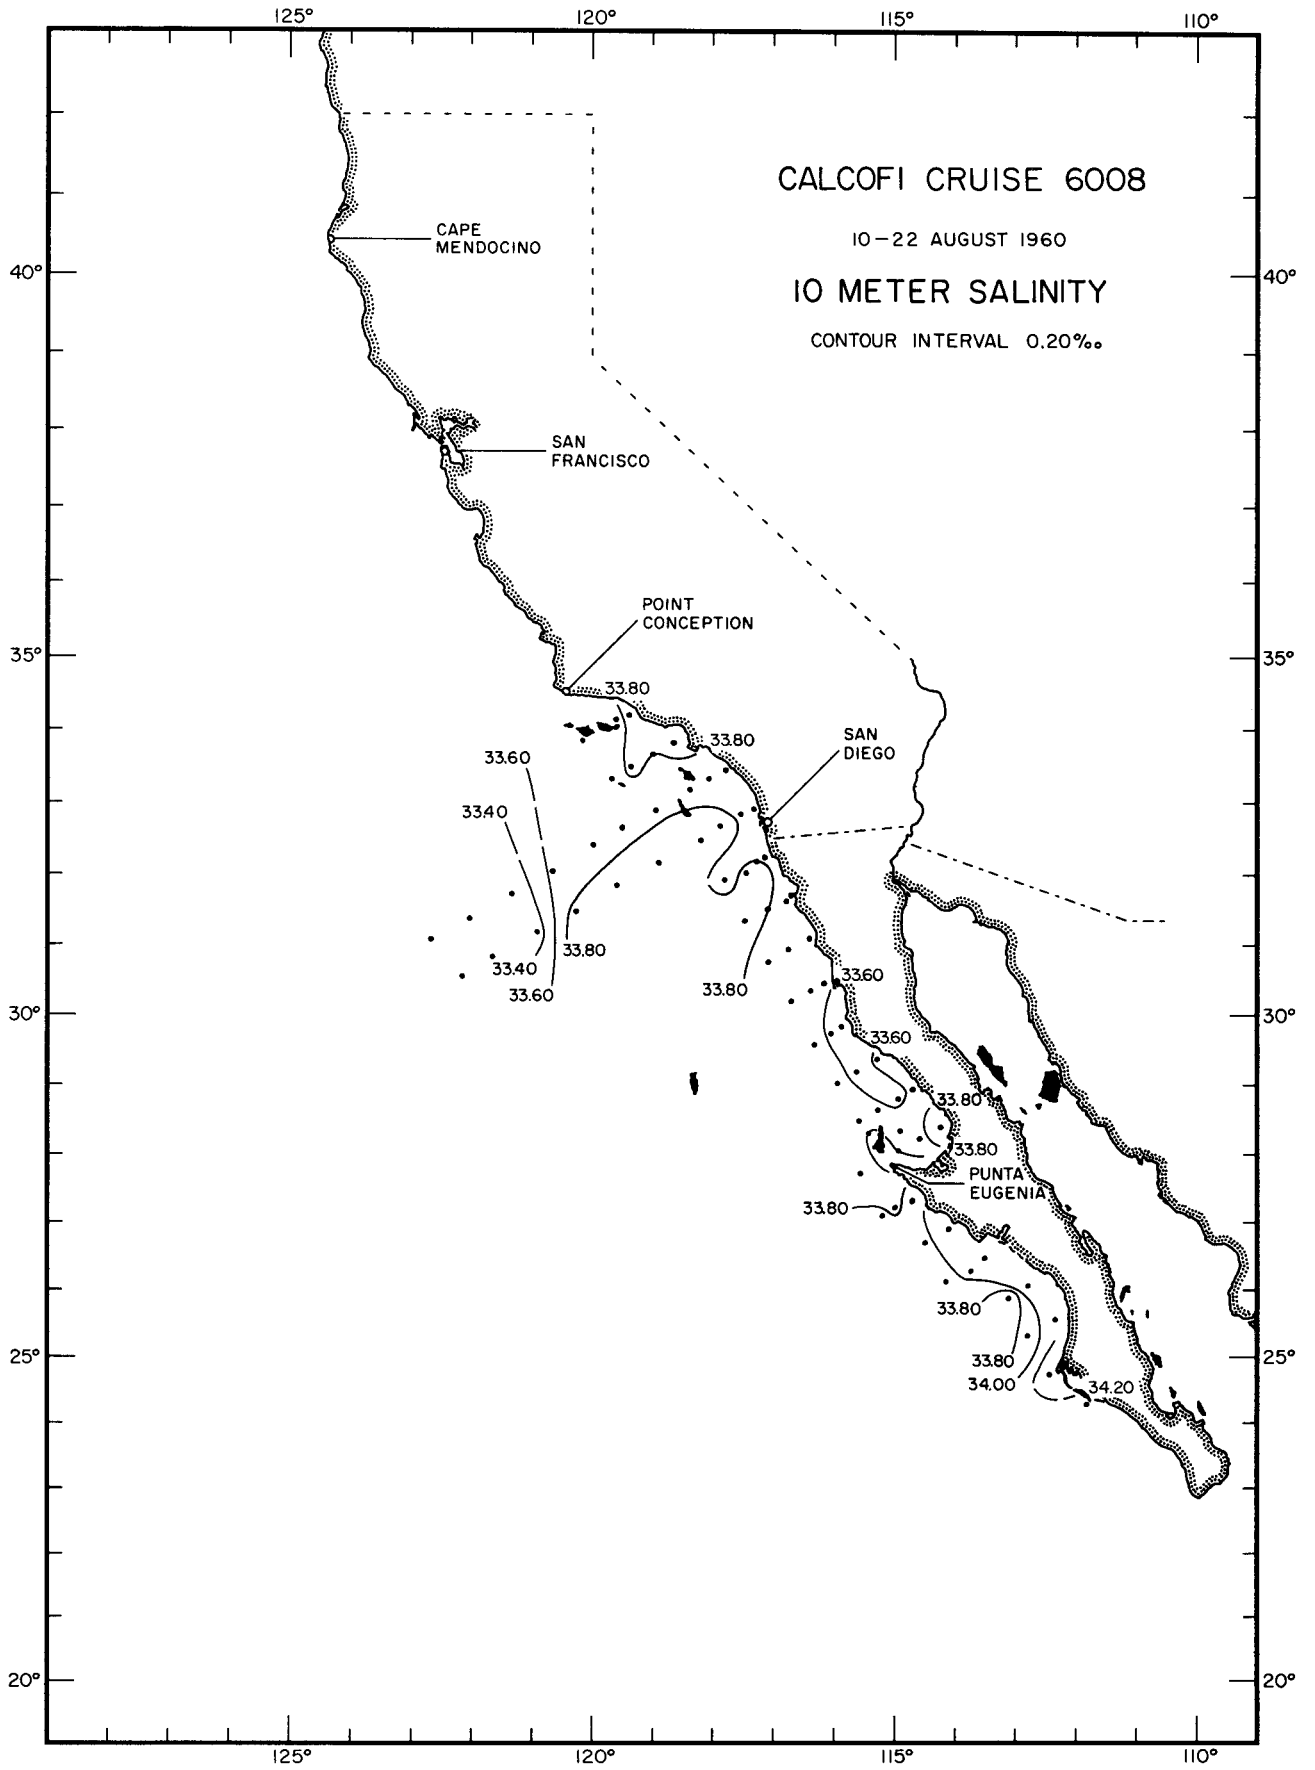 125°
120°
115°
110°
CALCOFI CRUISE 6008
10-22 AUGUST 1960
10 METER SALINITY
CONTOUR INTERVAL 0.20‰
CAPE
MENDOCINO
40°
40°
SAN
FRANCISCO
POINT
CONCEPTION
35°
35°
33.80
33.80
SAN
DIEGO
33.60
33.40
33.80
33.40
33.60
33.80
33.60
30°
30°
33.60
33.80
33.80
PUNTA
EUGENIA
33.80
33.80
33.80
34.00
34.20
25°
25°
20°
20°
125°
120°
115°
110°